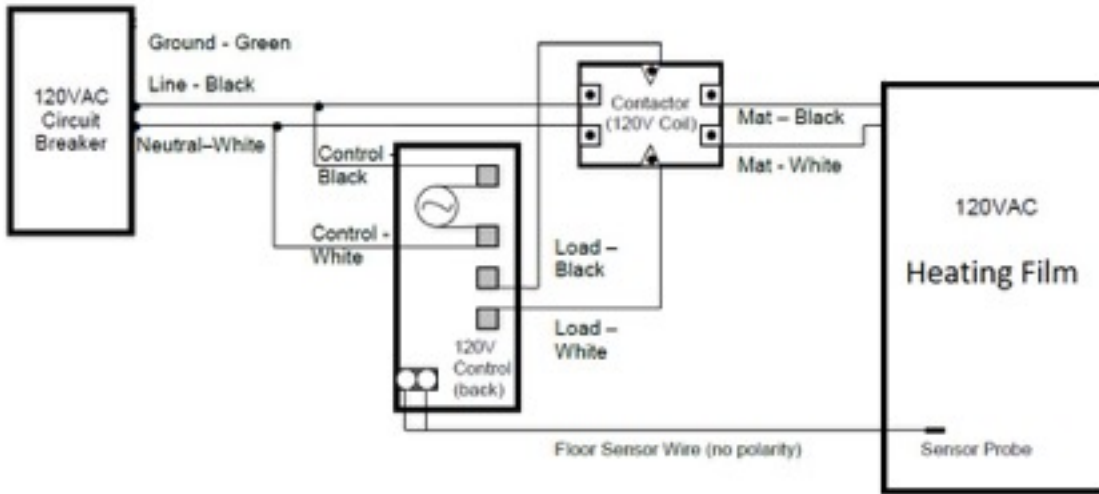 120VAC
Circuit
Breaker
Ground - Green
Line - Black
Neutral–White
Control -
Black
Control -
White
120V
Control
(back)
Load –
Black
Load –
White
Contactor
(120V Coil)
Mat – Black
Mat - White
120VAC
Heating Film
Floor Sensor Wire (no polarity)
Sensor Probe